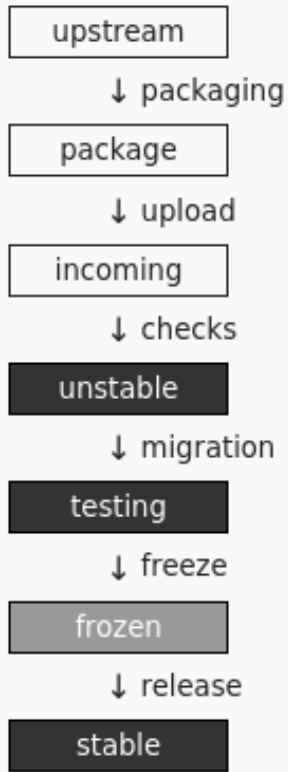 upstream
↓ packaging
package
↓ upload
incoming
↓ checks
unstable
↓ migration
testing
↓ freeze
frozen
↓ release
stable